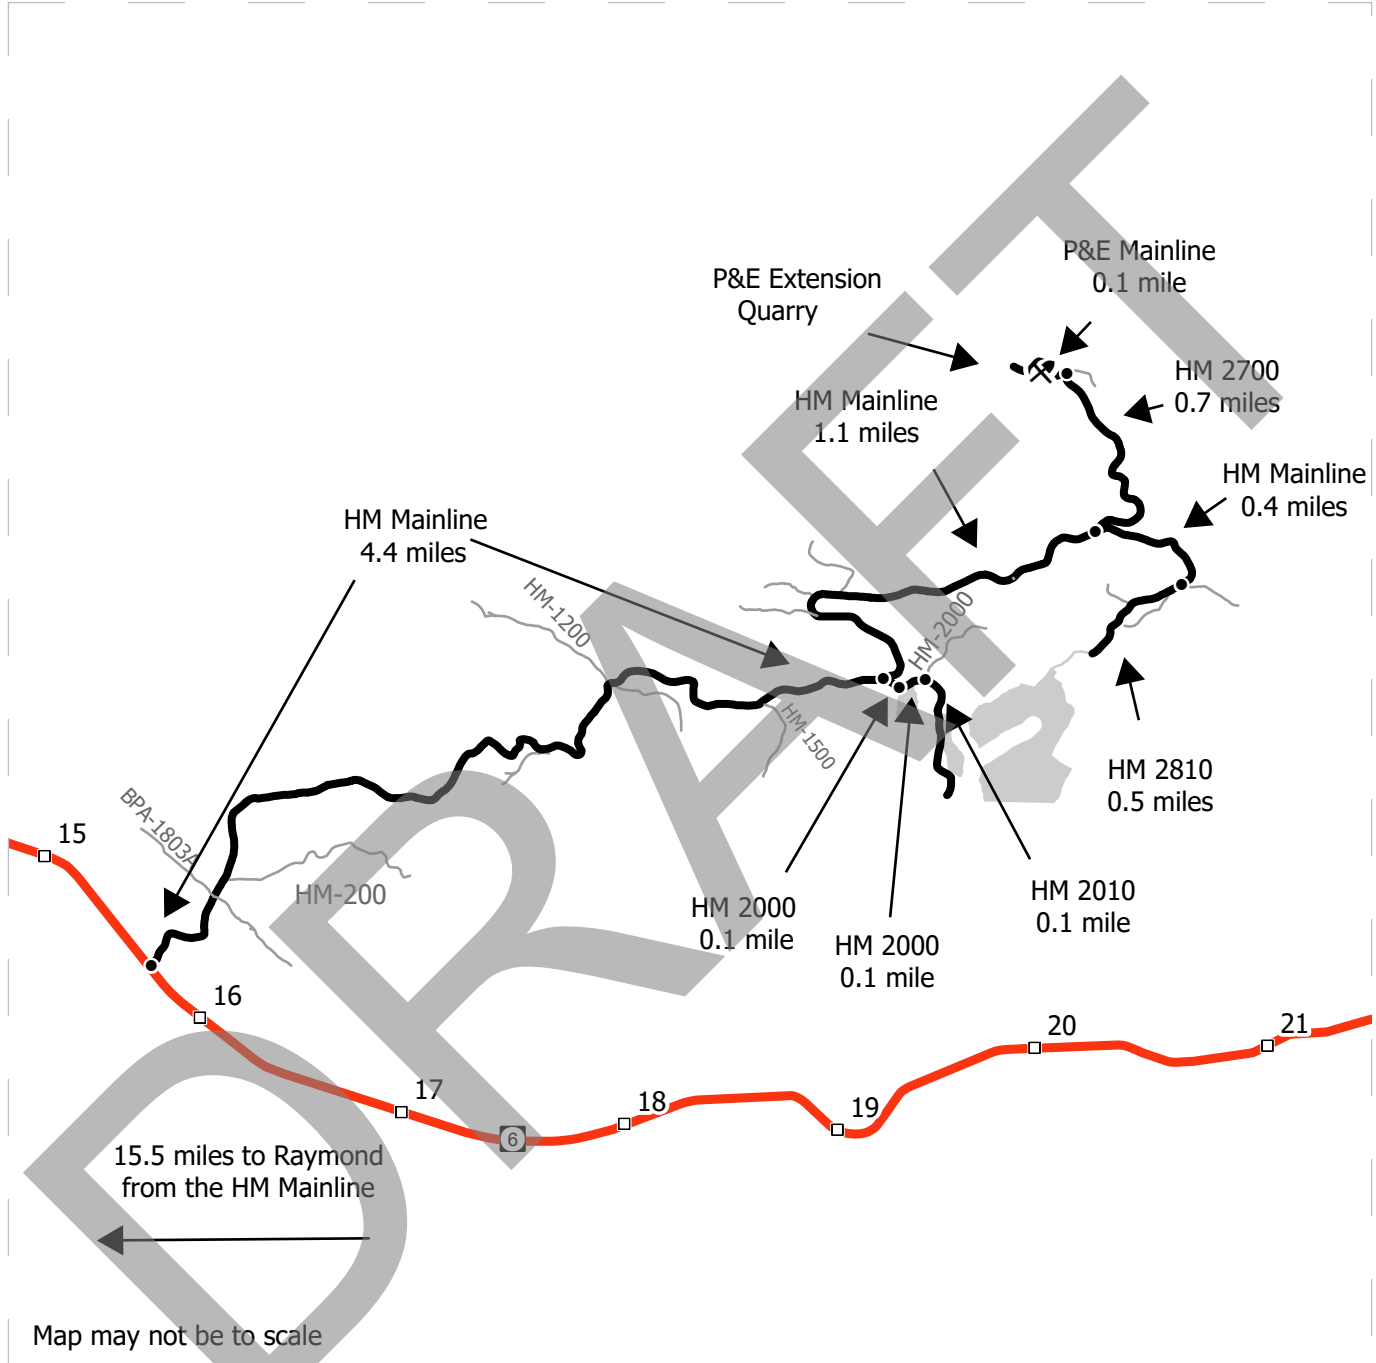 P&E Mainline
0.1 mile
P&E Extension
Quarry
HM 2700
0.7 miles
HM Mainline
1.1 miles
HM Mainline
0.4 miles
HM Mainline
4.4 miles
HM-1200
HM-2000
HM-1500
HM 2810
0.5 miles
BPA-1803A
15
HM-200
HM 2000
0.1 mile
HM 2000
0.1 mile
HM 2010
0.1 mile
16
17
18
19
20
21
6
15.5 miles to Raymond
from the HM Mainline
Map may not be to scale
DRAFT